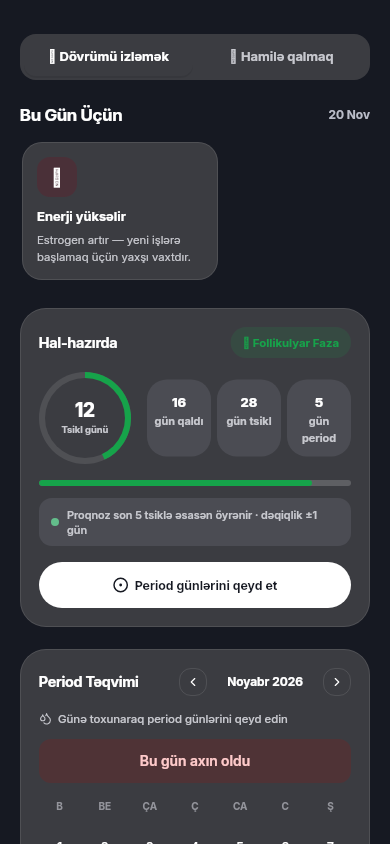 Dövrümü izləmək
Hamilə qalmaq
Bu Gün Üçün
20 Nov
Enerji yüksəlir
Estrogen artır — yeni işlərə
başlamaq üçün yaxşı vaxtdır.
Hal-hazırda
Follikulyar Faza
12
Tsikl günü
16
gün qaldı
28
gün tsikl
5
gün
period
Proqnoz son 5 tsiklə əsasən öyrənir · dəqiqlik ±1
gün
Period günlərini qeyd et
Period Təqvimi
Noyabr 2026
Günə toxunaraq period günlərini qeyd edin
Bu gün axın oldu
B BE ÇA Ç CA C Ş